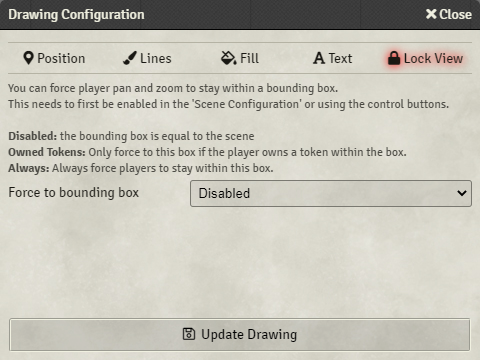 Drawing Configuration
Close
Position
Lines
Fill
Text
Lock View
You can force player pan and zoom to stay within a bounding box.
This needs to first be enabled in the 'Scene Configuration' or using the control buttons.
Disabled: the bounding box is equal to the scene
Owned Tokens: Only force to this box if the player owns a token within the box.
Always: Always force players to stay within this box.
Force to bounding box
Disabled
Update Drawing